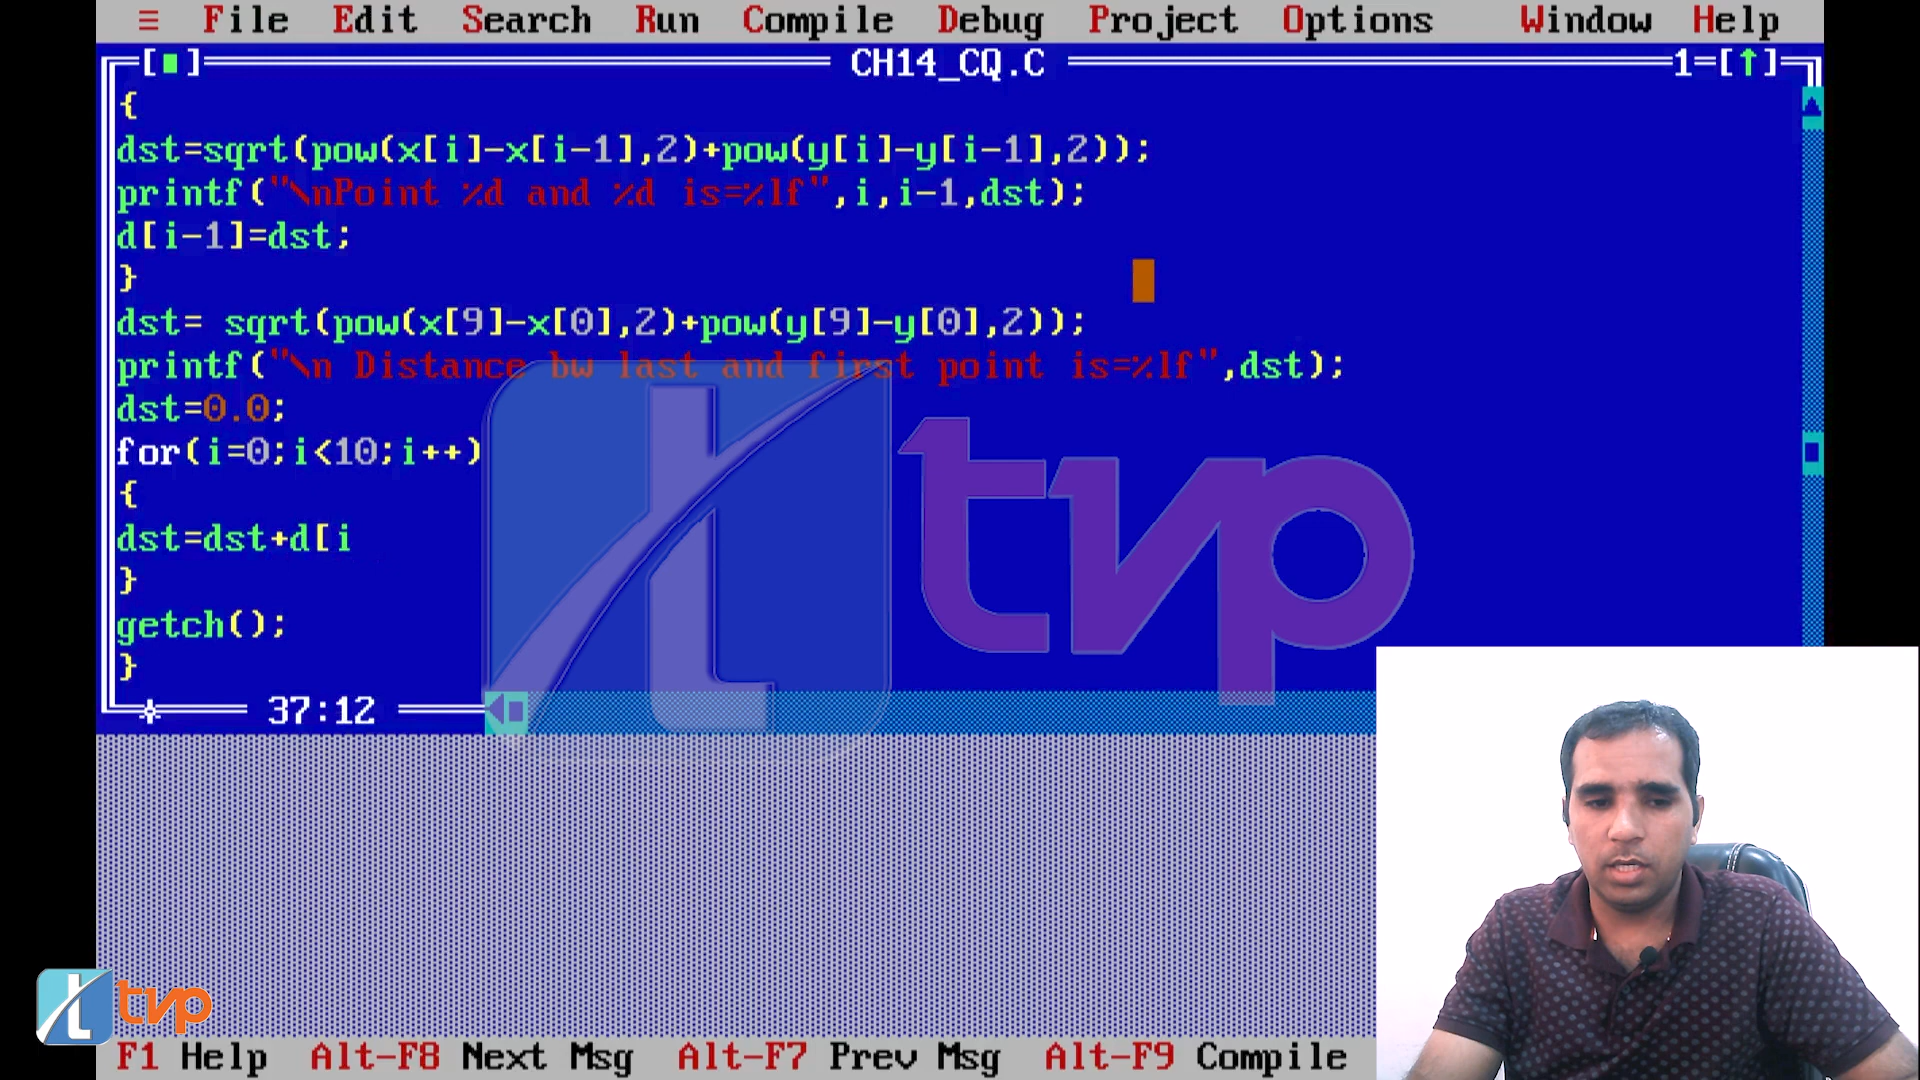 ≡ File Edit Search Run Compile Debug Project Options Window Help
[■] CH14_CQ.C 1=[↑]
{
dst=sqrt(pow(x[i]-x[i-1],2)+pow(y[i]-y[i-1],2));
printf("\nPoint %d and %d is=%lf",i,i-1,dst);
d[i-1]=dst;
}
dst= sqrt(pow(x[9]-x[0],2)+pow(y[9]-y[0],2));
printf("\n Distance bw last and first point is=%lf",dst);
dst=0.0;
for(i=0;i<10;i++)
{
dst=dst+d[i
}
getch();
}
37:12
t tvp
t tvp
F1 Help Alt-F8 Next Msg Alt-F7 Prev Msg Alt-F9 Compile